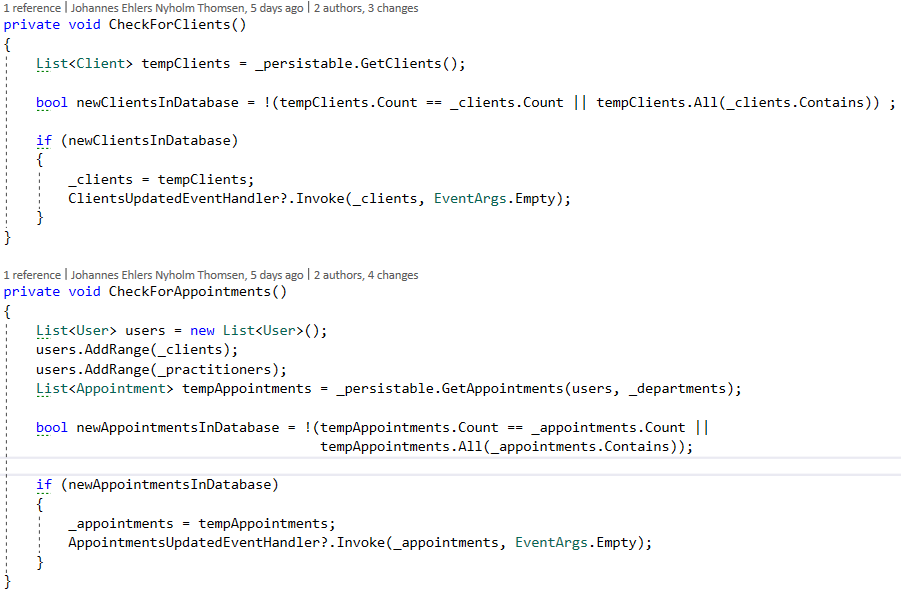 1 reference | Johannes Ehlers Nyholm Thomsen, 5 days ago | 2 authors, 3 changes
private void CheckForClients()
{
    List<Client> tempClients = _persistable.GetClients();

    bool newClientsInDatabase = !(tempClients.Count == _clients.Count || tempClients.All(_clients.Contains)) ;

    if (newClientsInDatabase)
    {
        _clients = tempClients;
        ClientsUpdatedEventHandler?.Invoke(_clients, EventArgs.Empty);
    }
}

1 reference | Johannes Ehlers Nyholm Thomsen, 5 days ago | 2 authors, 4 changes
private void CheckForAppointments()
{
    List<User> users = new List<User>();
    users.AddRange(_clients);
    users.AddRange(_practitioners);
    List<Appointment> tempAppointments = _persistable.GetAppointments(users, _departments);

    bool newAppointmentsInDatabase = !(tempAppointments.Count == _appointments.Count ||
                                       tempAppointments.All(_appointments.Contains));

    if (newAppointmentsInDatabase)
    {
        _appointments = tempAppointments;
        AppointmentsUpdatedEventHandler?.Invoke(_appointments, EventArgs.Empty);
    }
}